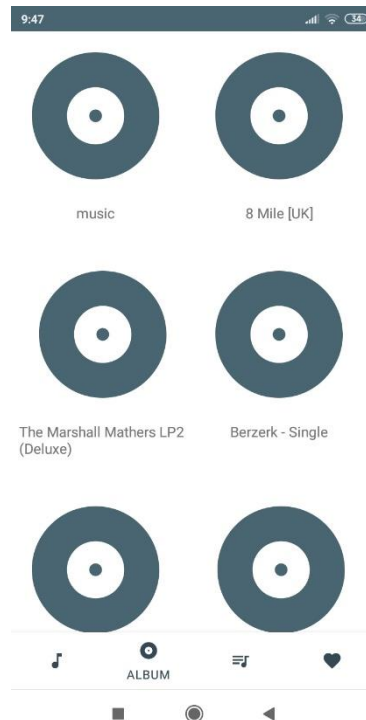 9:47
34
music
8 Mile [UK]
The Marshall Mathers LP2
(Deluxe)
Berzerk - Single
ALBUM